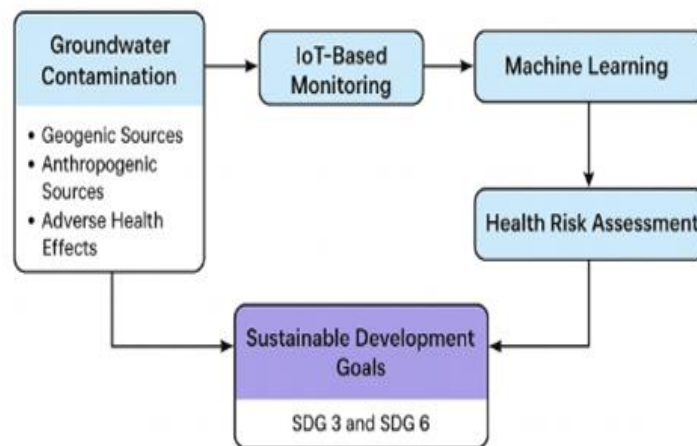 Groundwater
Contamination
• Geogenic Sources
• Anthropogenic
Sources
• Adverse Health
Effects
IoT-Based
Monitoring
Machine Learning
Health Risk Assessment
Sustainable Development
Goals
SDG 3 and SDG 6